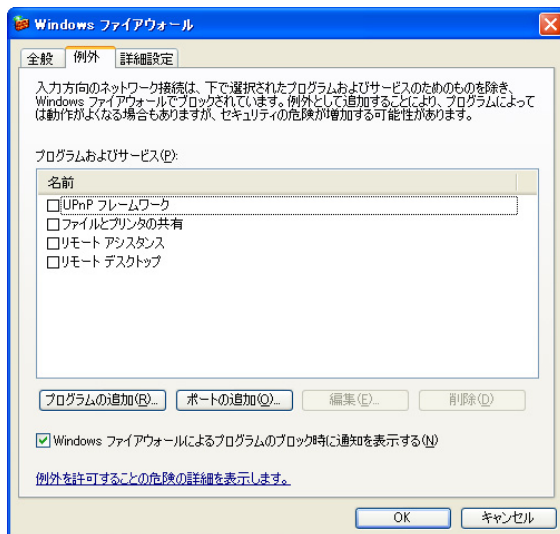 Windows ファイアウォール
全般 例外 詳細設定
入力方向のネットワーク接続は、下で選択されたプログラムおよびサービスのためのものを除き、
Windows ファイアウォールでブロックされています。例外として追加することにより、プログラムによって
は動作がよくなる場合もありますが、セキュリティの危険が増加する可能性があります。
プログラムおよびサービス(P):
名前
UPnP フレームワーク
ファイルとプリンタの共有
リモート アシスタンス
リモート デスクトップ
プログラムの追加(R)... ポートの追加(O)... 編集(E)... 削除(D)
Windows ファイアウォールによるプログラムのブロック時に通知を表示する(N)
例外を許可することの危険の詳細を表示します。
OK キャンセル